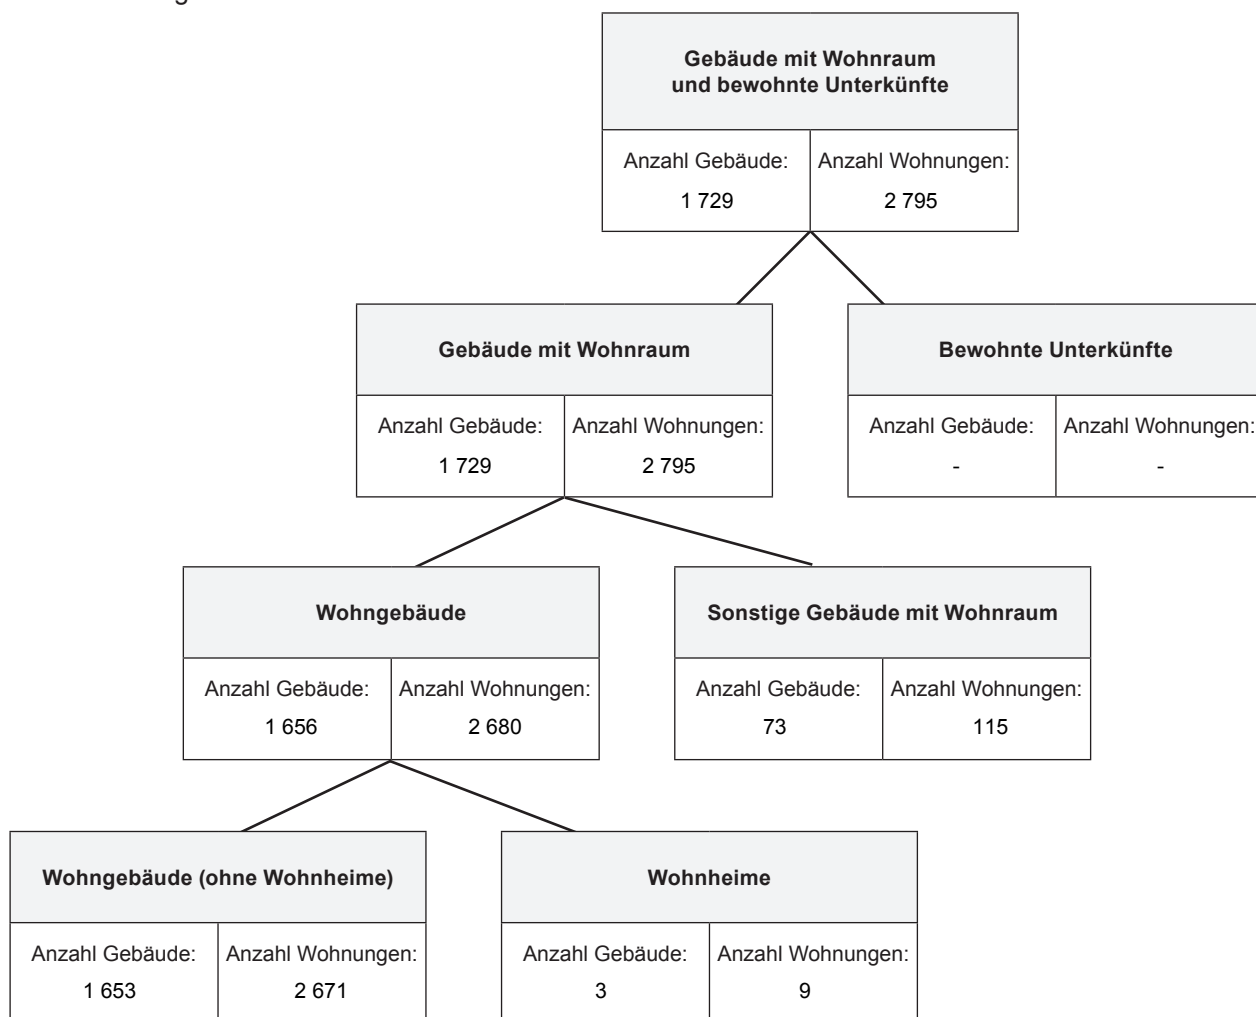 Gebäude mit Wohnraum
und bewohnte Unterkünfte
Anzahl Gebäude: Anzahl Wohnungen:
1 729 2 795
Gebäude mit Wohnraum
Anzahl Gebäude: Anzahl Wohnungen:
1 729 2 795
Bewohnte Unterkünfte
Anzahl Gebäude: Anzahl Wohnungen:
- -
Wohngebäude
Anzahl Gebäude: Anzahl Wohnungen:
1 656 2 680
Sonstige Gebäude mit Wohnraum
Anzahl Gebäude: Anzahl Wohnungen:
73 115
Wohngebäude (ohne Wohnheime)
Anzahl Gebäude: Anzahl Wohnungen:
1 653 2 671
Wohnheime
Anzahl Gebäude: Anzahl Wohnungen:
3 9